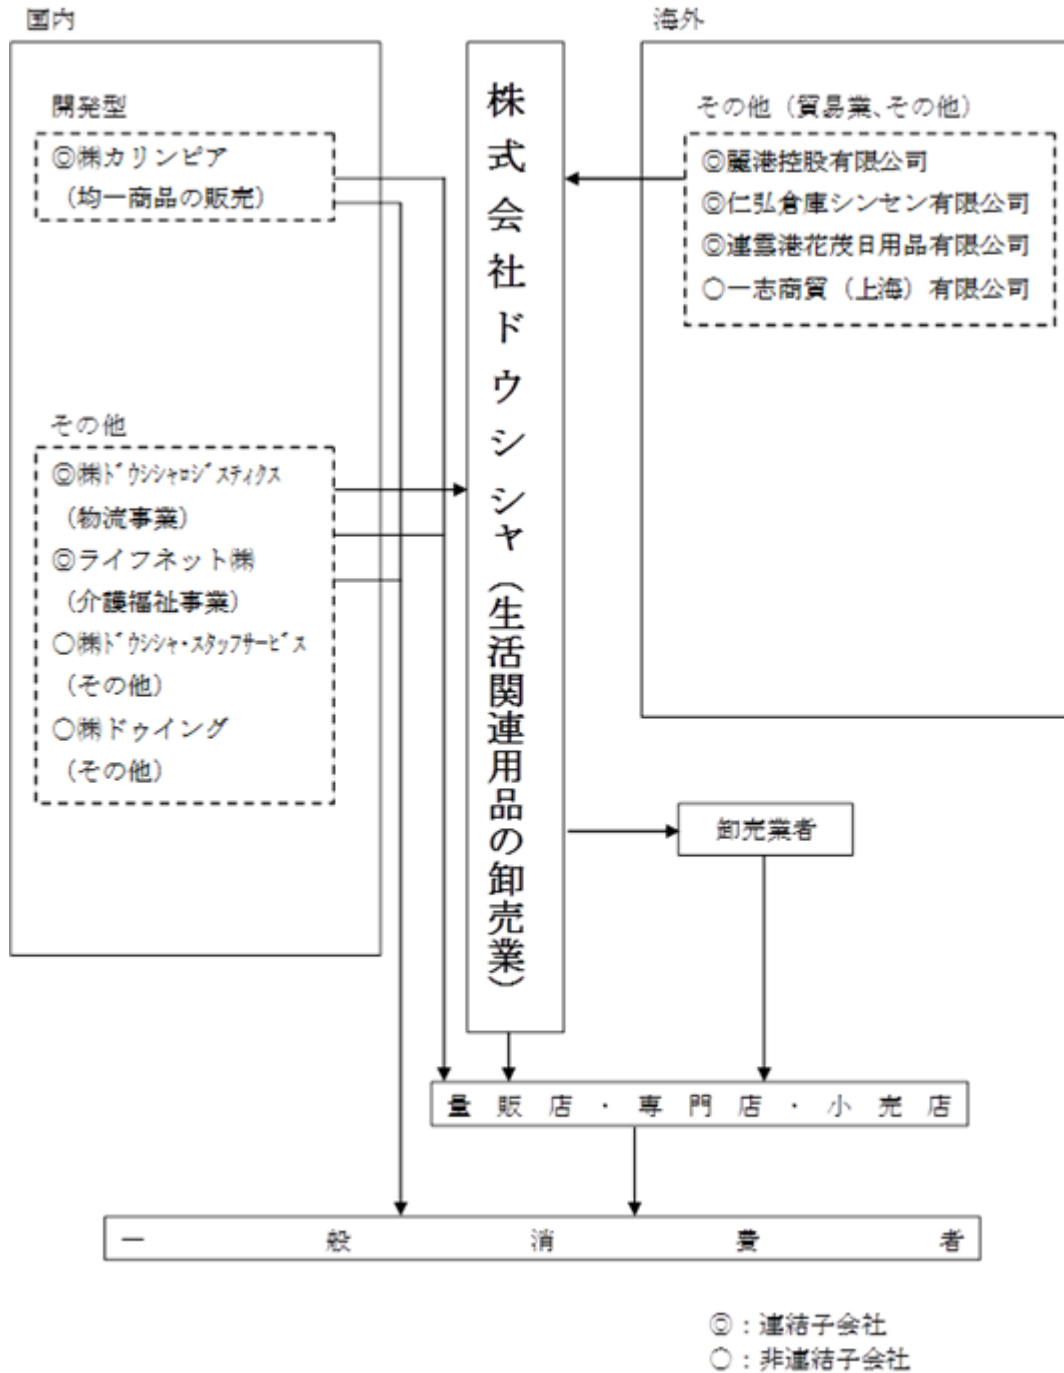 国内
開発型
◎㈱カリンピア
(均一商品の販売)
その他
◎㈱ﾄﾞｳｼｼｬﾛｼﾞｽﾃｨｸｽ
(物流事業)
◎ライフネット㈱
(介護福祉事業)
○㈱ﾄﾞｳｼｼｬ・ｽﾀｯﾌｻｰﾋﾞｽ
(その他)
○㈱ドゥイング
(その他)
株式会社ドウシシャ(生活関連用品の卸売業)
海外
その他(貿易業、その他)
◎麗港控股有限公司
◎仁弘倉庫シンセン有限公司
◎連雲港花茂日用品有限公司
○一志商貿(上海)有限公司
卸売業者
量販店・専門店・小売店
一般消費者
◎:連結子会社
○:非連結子会社